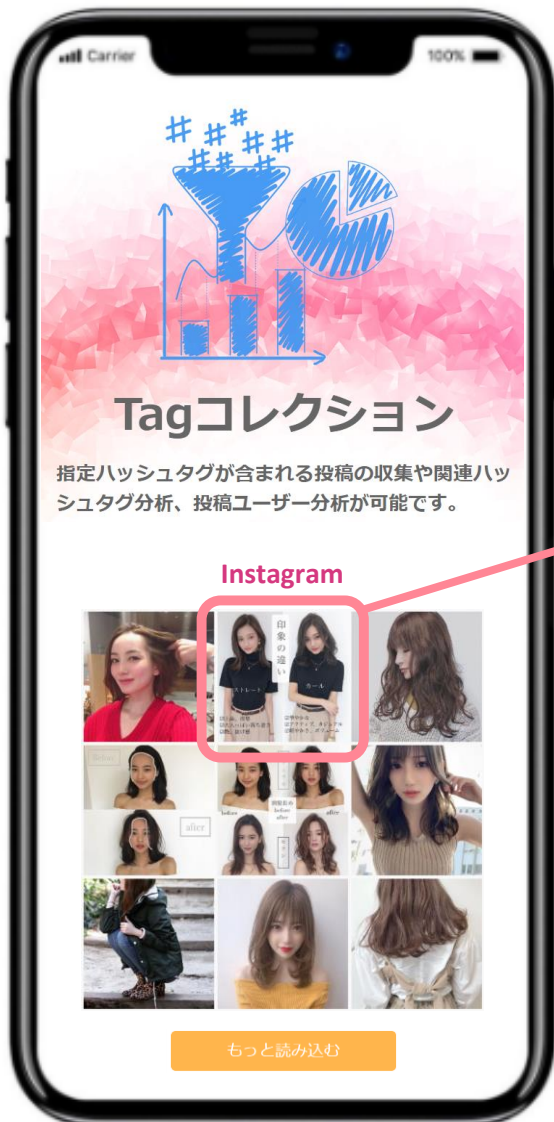 Carrier
100%
# # # # # # #
Tagコレクション
指定ハッシュタグが含まれる投稿の収集や関連ハッ
シュタグ分析、投稿ユーザー分析が可能です。
Instagram
印象の違い
ストレート
カール
before
after
before
after
もっと読み込む